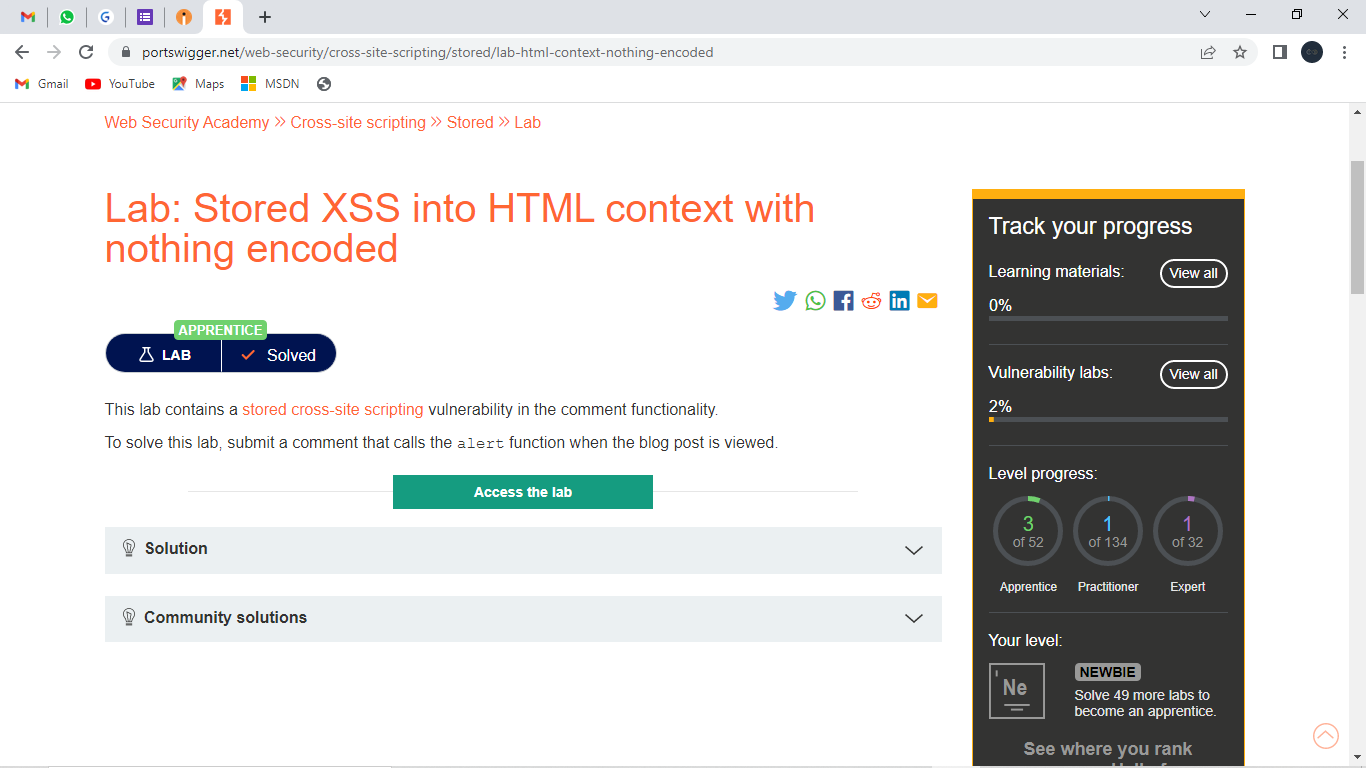 portswigger.net/web-security/cross-site-scripting/stored/lab-html-context-nothing-encoded
Gmail YouTube Maps MSDN
Web Security Academy » Cross-site scripting » Stored » Lab
Lab: Stored XSS into HTML context with
nothing encoded
APPRENTICE
LAB Solved
This lab contains a stored cross-site scripting vulnerability in the comment functionality.
To solve this lab, submit a comment that calls the alert function when the blog post is viewed.
Access the lab
Solution
Community solutions
Track your progress
Learning materials: View all
0%
Vulnerability labs: View all
2%
Level progress:
3 1 1
of 52 of 134 of 32
Apprentice Practitioner Expert
Your level:
NEWBIE
Ne
Solve 49 more labs to
become an apprentice.
See where you rank